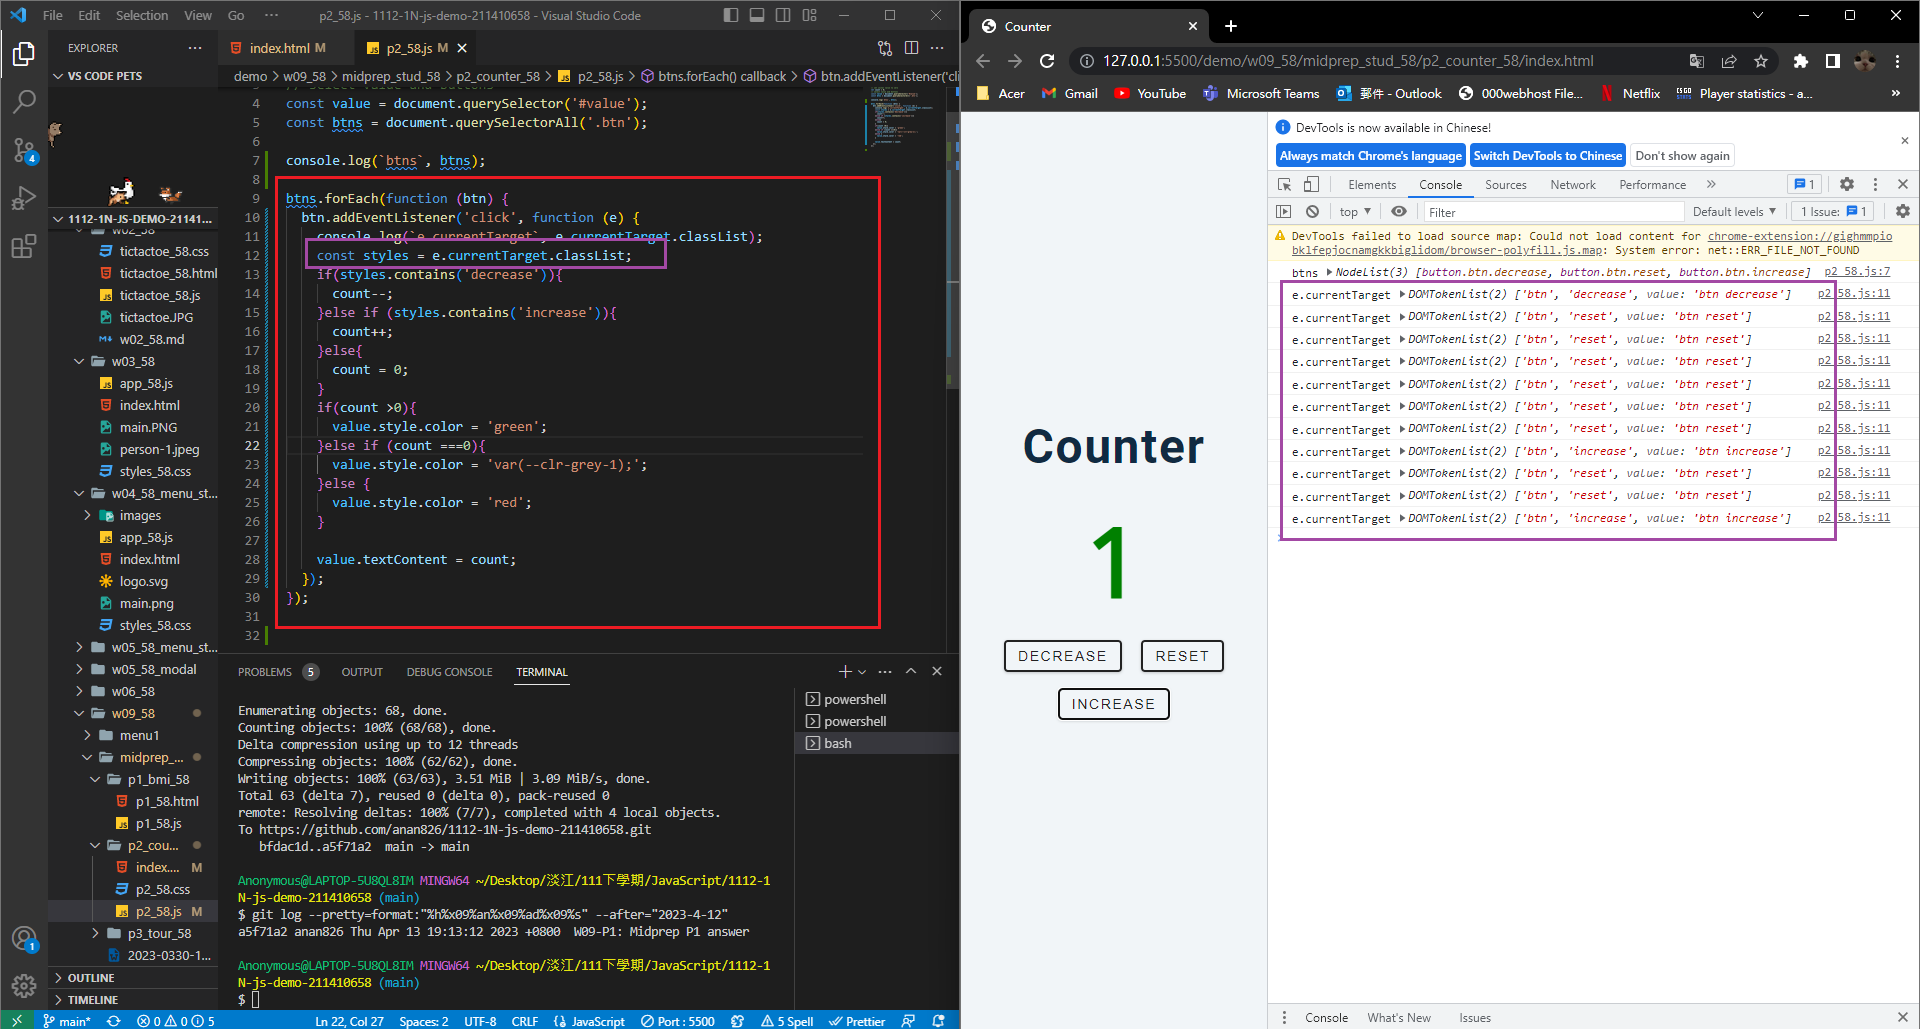 File Edit Selection View Go ··· p2_58.js - 1112-1N-js-demo-211410658 - Visual Studio Code
EXPLORER ···
VS CODE PETS
4
1112-1N-JS-DEMO-21141...
w02_58
tictactoe_58.css
tictactoe_58.html
tictactoe_58.js
tictactoeJPG
w02_58.md
w03_58
app_58.js
index.html
main.PNG
person-1.jpeg
styles_58.css
w04_58_menu_st...
images
app_58.js
index.html
logo.svg
main.png
styles_58.css
w05_58_menu_st...
w05_58_modal
w06_58
w09_58
menu1
midprep_...
p1_bmi_58
p1_58.html
p1_58.js
p2_cou...
index.... M
p2_58.css
p2_58.js M
p3_tour_58
2023-0330-1...
OUTLINE
TIMELINE
1
index.html M p2_58.js M
demo > w09_58 > midprep_stud_58 > p2_counter_58 > p2_58.js > btns.forEach() callback > btn.addEventListener('cli
4 const value = document.querySelector('#value');
5 const btns = document.querySelectorAll('.btn');
6
7 console.log(`btns`, btns);
8
9 btns.forEach(function (btn) {
10 btn.addEventListener('click', function (e) {
11 console.log(`e.currentTarget`, e.currentTarget.classList);
12 const styles = e.currentTarget.classList;
13 if(styles.contains('decrease')){
14 count--;
15 }else if (styles.contains('increase')){
16 count++;
17 }else{
18 count = 0;
19 }
20 if(count >0){
21 value.style.color = 'green';
22 }else if (count ===0){
23 value.style.color = 'var(--clr-grey-1);';
24 }else {
25 value.style.color = 'red';
26 }
27
28 value.textContent = count;
29 });
30 });
31
32
PROBLEMS 5 OUTPUT DEBUG CONSOLE TERMINAL
Enumerating objects: 68, done.
Counting objects: 100% (68/68), done.
Delta compression using up to 12 threads
Compressing objects: 100% (62/62), done.
Writing objects: 100% (63/63), 3.51 MiB | 3.09 MiB/s, done.
Total 63 (delta 7), reused 0 (delta 0), pack-reused 0
remote: Resolving deltas: 100% (7/7), completed with 4 local objects.
To https://github.com/anan826/1112-1N-js-demo-211410658.git
bfdac1d..a5f71a2 main -> main
Anonymous@LAPTOP-5U8QL8IM MINGW64 ~/Desktop/淡江/111下學期/JavaScript/1112-1
N-js-demo-211410658 (main)
$ git log --pretty=format:"%h%x09%an%x09%ad%x09%s" --after="2023-4-12"
a5f71a2 anan826 Thu Apr 13 19:13:12 2023 +0800 W09-P1: Midprep P1 answer
Anonymous@LAPTOP-5U8QL8IM MINGW64 ~/Desktop/淡江/111下學期/JavaScript/1112-1
N-js-demo-211410658 (main)
$
powershell
powershell
bash
main* 0 0 5 Ln 22, Col 27 Spaces: 2 UTF-8 CRLF JavaScript Port : 5500 5 Spell Prettier
Counter
127.0.0.1:5500/demo/w09_58/midprep_stud_58/p2_counter_58/index.html
Acer Gmail YouTube Microsoft Teams 郵件 - Outlook 000webhost File... Netflix Player statistics - a... »
Counter
1
DECREASE RESET
INCREASE
DevTools is now available in Chinese!
Always match Chrome's language Switch DevTools to Chinese Don't show again
Elements Console Sources Network Performance » 1
top Filter Default levels 1 Issue: 1
DevTools failed to load source map: Could not load content for chrome-extension://gighmmpio
bklfepjocnamgkkbiglidom/browser-polyfill.js.map: System error: net::ERR_FILE_NOT_FOUND
btns NodeList(3) [button.btn.decrease, button.btn.reset, button.btn.increase] p2_58.js:7
e.currentTarget DOMTokenList(2) ['btn', 'decrease', value: 'btn decrease'] p2_58.js:11
e.currentTarget DOMTokenList(2) ['btn', 'reset', value: 'btn reset'] p2_58.js:11
e.currentTarget DOMTokenList(2) ['btn', 'reset', value: 'btn reset'] p2_58.js:11
e.currentTarget DOMTokenList(2) ['btn', 'reset', value: 'btn reset'] p2_58.js:11
e.currentTarget DOMTokenList(2) ['btn', 'reset', value: 'btn reset'] p2_58.js:11
e.currentTarget DOMTokenList(2) ['btn', 'reset', value: 'btn reset'] p2_58.js:11
e.currentTarget DOMTokenList(2) ['btn', 'reset', value: 'btn reset'] p2_58.js:11
e.currentTarget DOMTokenList(2) ['btn', 'increase', value: 'btn increase'] p2_58.js:11
e.currentTarget DOMTokenList(2) ['btn', 'reset', value: 'btn reset'] p2_58.js:11
e.currentTarget DOMTokenList(2) ['btn', 'reset', value: 'btn reset'] p2_58.js:11
e.currentTarget DOMTokenList(2) ['btn', 'increase', value: 'btn increase'] p2_58.js:11
Console What's New Issues